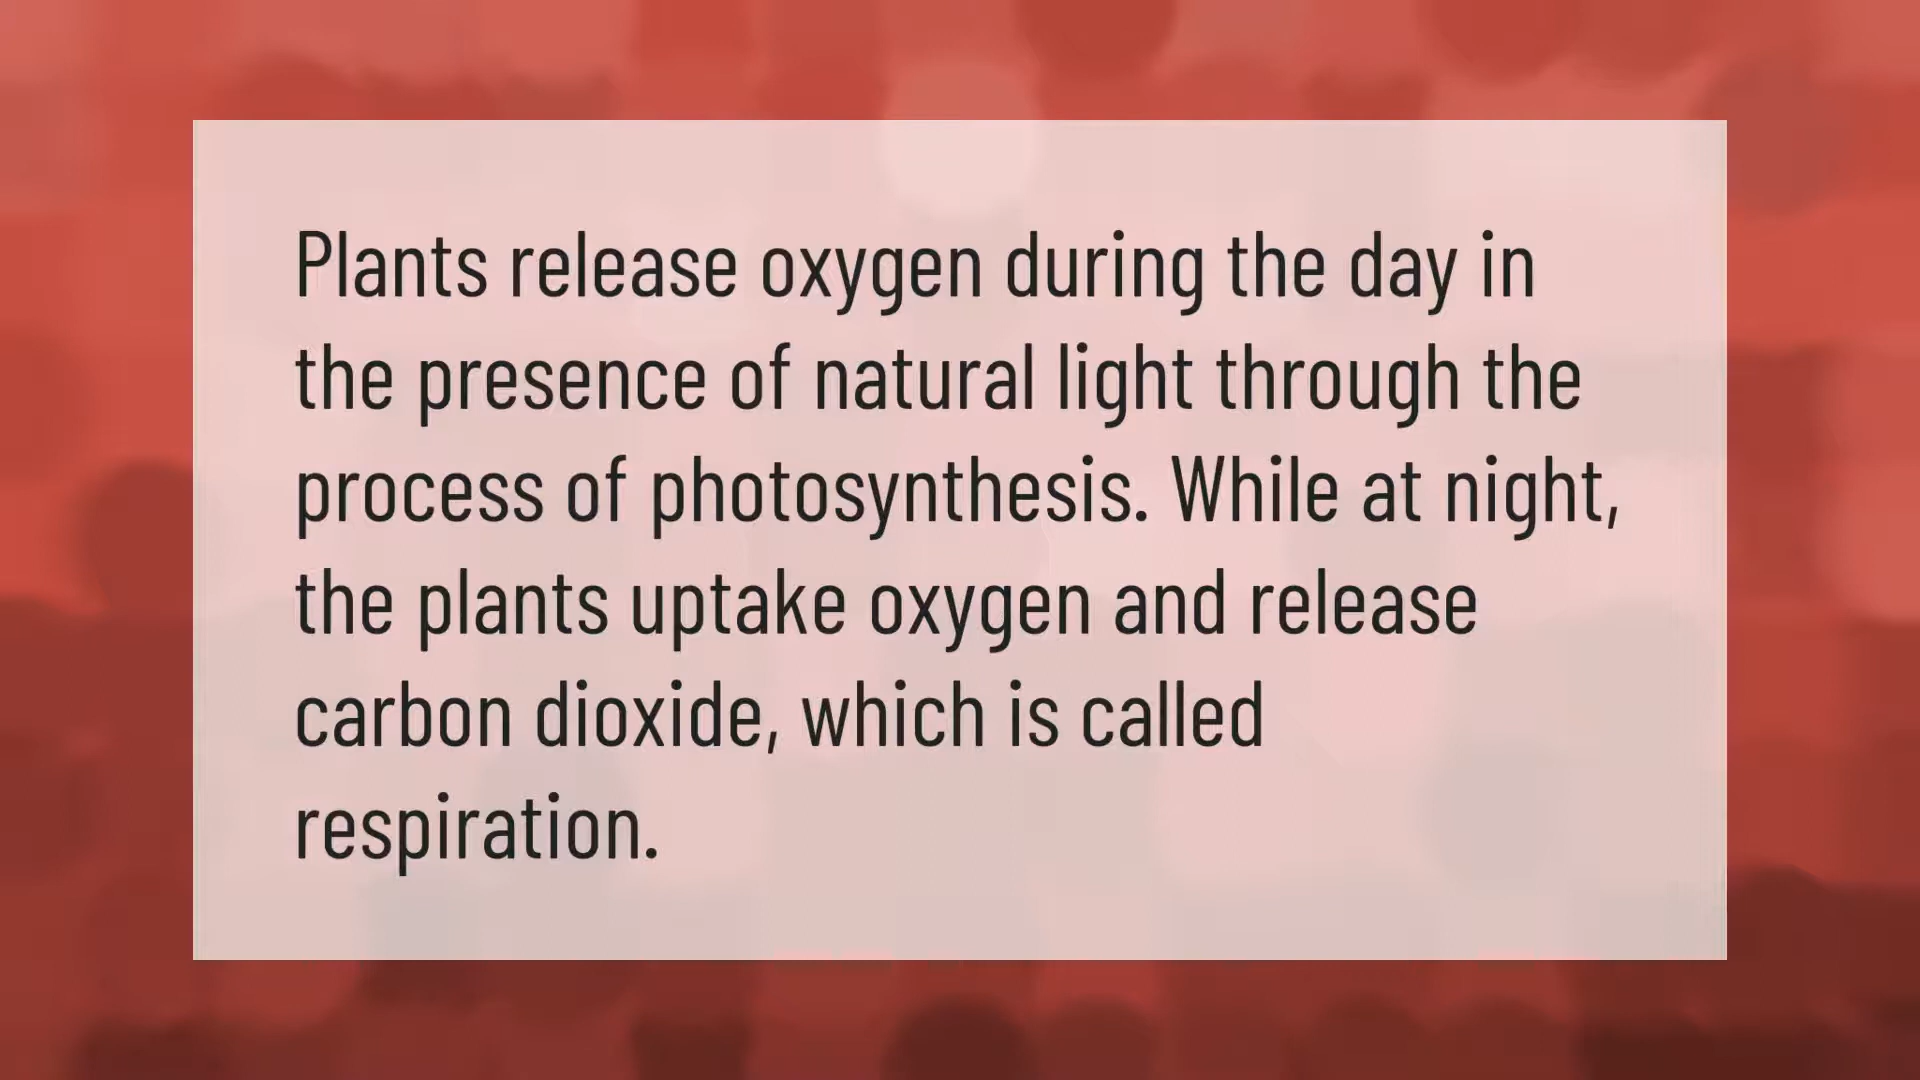 Plants release oxygen during the day in
the presence of natural light through the
process of photosynthesis. While at night,
the plants uptake oxygen and release
carbon dioxide, which is called
respiration.